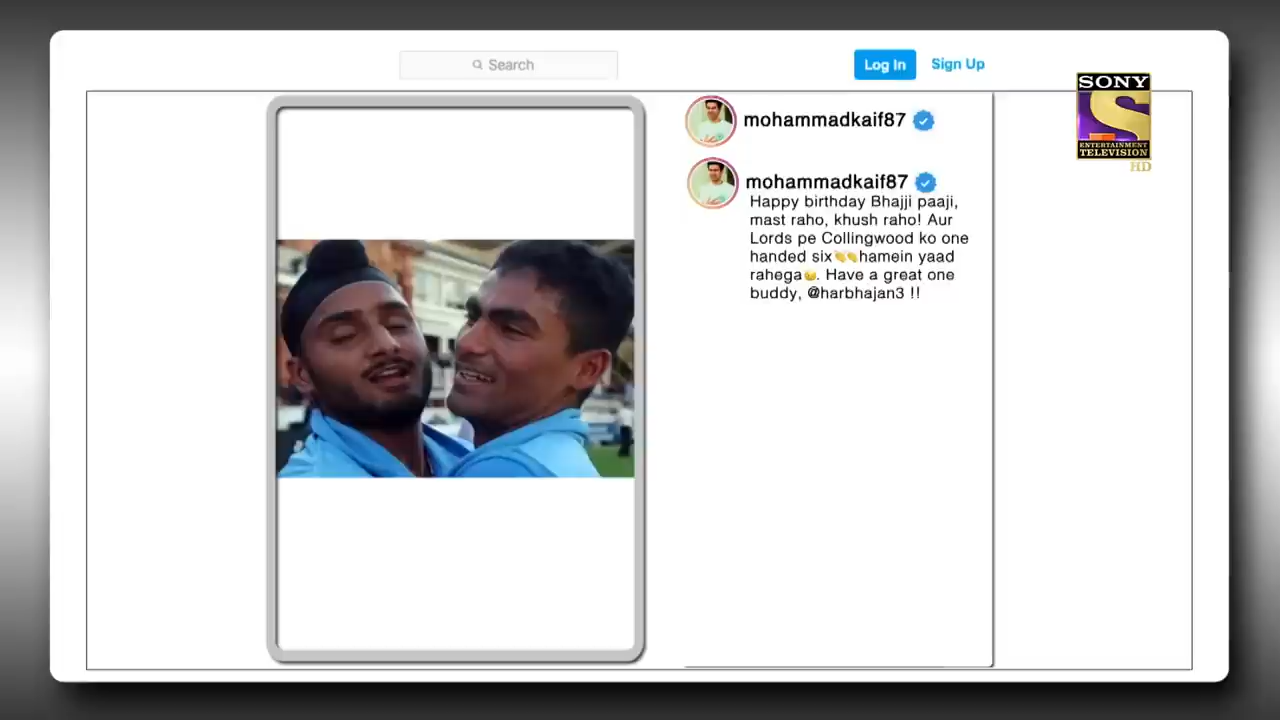 Search
Log In
Sign Up
SONY
ENTERTAINMENT
TELEVISION
HD
mohammadkaif87
mohammadkaif87
Happy birthday Bhajji paaji,
mast raho, khush raho! Aur
Lords pe Collingwood ko one
handed six👏👏hamein yaad
rahega😉. Have a great one
buddy, @harbhajan3 !!